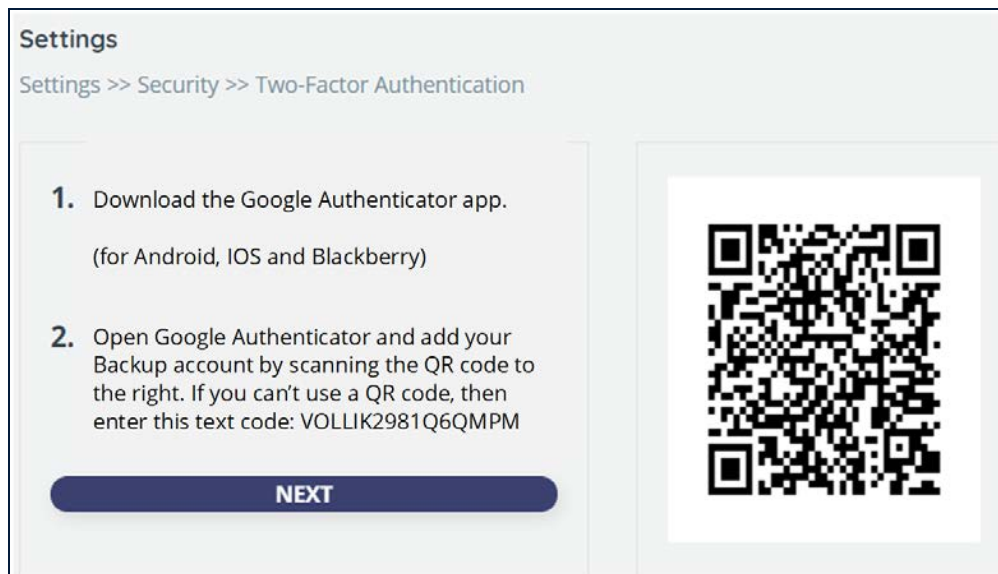 Settings
Settings >> Security >> Two-Factor Authentication
1. Download the Google Authenticator app.
(for Android, IOS and Blackberry)
2. Open Google Authenticator and add your
Backup account by scanning the QR code to
the right. If you can’t use a QR code, then
enter this text code: VOLLIK2981Q6QMPM
NEXT